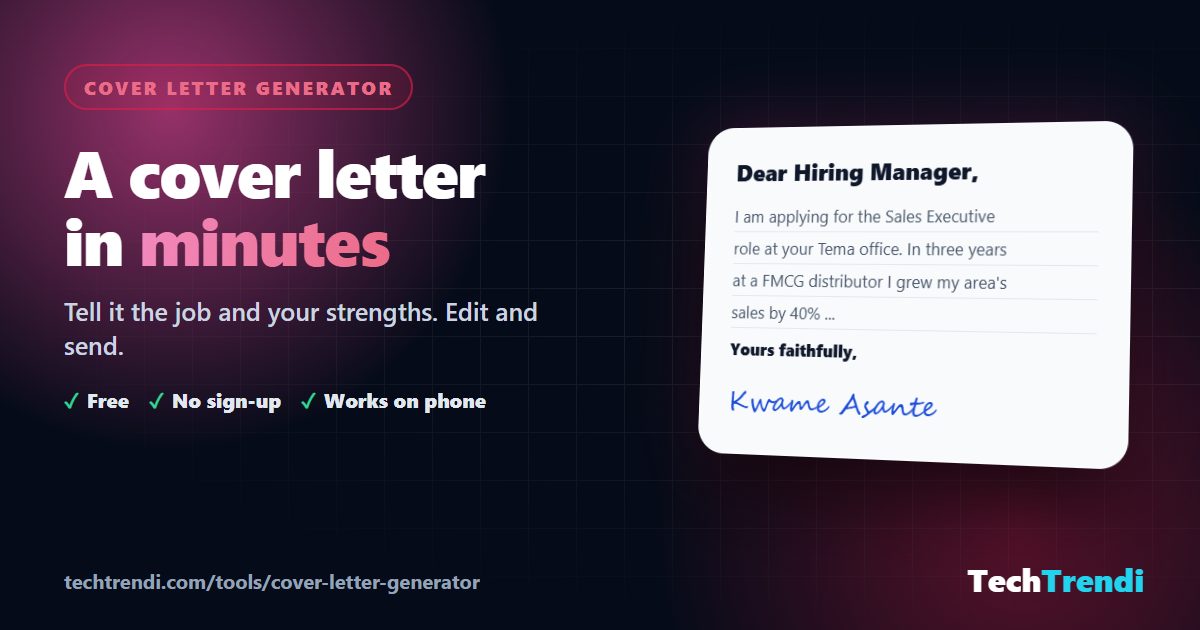 COVER LETTER GENERATOR
A cover letter
in minutes
Tell it the job and your strengths. Edit and
send.
✓ Free ✓ No sign-up ✓ Works on phone
Dear Hiring Manager,
I am applying for the Sales Executive
role at your Tema office. In three years
at a FMCG distributor I grew my area's
sales by 40% ...
Yours faithfully,
Kwame Asante
techtrendi.com/tools/cover-letter-generator
TechTrendi